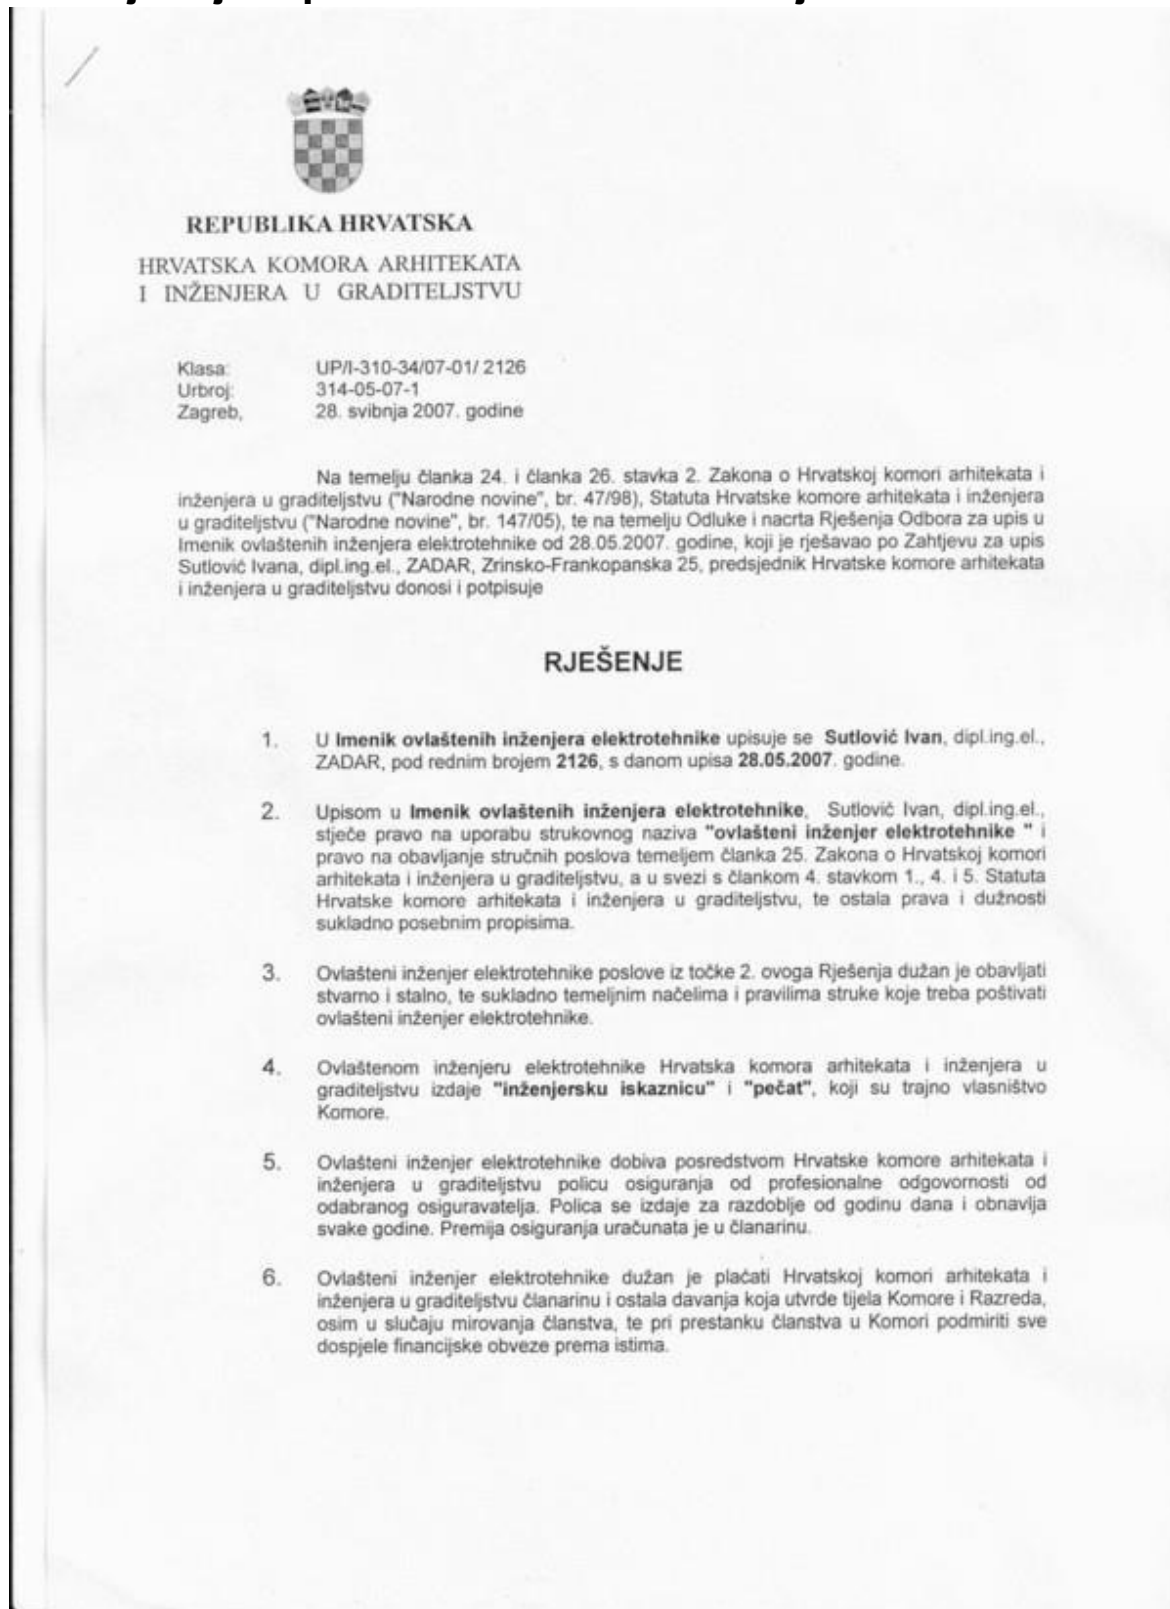 REPUBLIKA HRVATSKA
HRVATSKA KOMORA ARHITEKATA
I INŽENJERA U GRADITELJSTVU
Klasa: UP/I-310-34/07-01/ 2126
Urbroj: 314-05-07-1
Zagreb, 28. svibnja 2007. godine
Na temelju članka 24. i članka 26. stavka 2. Zakona o Hrvatskoj komori arhitekata i
inženjera u graditeljstvu ("Narodne novine", br. 47/98), Statuta Hrvatske komore arhitekata i inženjera
u graditeljstvu ("Narodne novine", br. 147/05), te na temelju Odluke i nacrta Rješenja Odbora za upis u
Imenik ovlaštenih inženjera elektrotehnike od 28.05.2007. godine, koji je rješavao po Zahtjevu za upis
Sutlović Ivana, dipl.ing.el., ZADAR, Zrinsko-Frankopanska 25, predsjednik Hrvatske komore arhitekata
i inženjera u graditeljstvu donosi i potpisuje
RJEŠENJE
1. U Imenik ovlaštenih inženjera elektrotehnike upisuje se Sutlović Ivan, dipl.ing.el.,
ZADAR, pod rednim brojem 2126, s danom upisa 28.05.2007. godine.
2. Upisom u Imenik ovlaštenih inženjera elektrotehnike, Sutlović Ivan, dipl.ing.el.,
stječe pravo na uporabu strukovnog naziva "ovlašteni inženjer elektrotehnike " i
pravo na obavljanje stručnih poslova temeljem članka 25. Zakona o Hrvatskoj komori
arhitekata i inženjera u graditeljstvu, a u svezi s člankom 4. stavkom 1., 4. i 5. Statuta
Hrvatske komore arhitekata i inženjera u graditeljstvu, te ostala prava i dužnosti
sukladno posebnim propisima.
3. Ovlašteni inženjer elektrotehnike poslove iz točke 2. ovoga Rješenja dužan je obavljati
stvarno i stalno, te sukladno temeljnim načelima i pravilima struke koje treba poštivati
ovlašteni inženjer elektrotehnike.
4. Ovlaštenom inženjeru elektrotehnike Hrvatska komora arhitekata i inženjera u
graditeljstvu izdaje "inženjersku iskaznicu" i "pečat", koji su trajno vlasništvo
Komore.
5. Ovlašteni inženjer elektrotehnike dobiva posredstvom Hrvatske komore arhitekata i
inženjera u graditeljstvu policu osiguranja od profesionalne odgovornosti od
odabranog osiguravatelja. Polica se izdaje za razdoblje od godinu dana i obnavlja
svake godine. Premija osiguranja uračunata je u članarinu.
6. Ovlašteni inženjer elektrotehnike dužan je plaćati Hrvatskoj komori arhitekata i
inženjera u graditeljstvu članarinu i ostala davanja koja utvrde tijela Komore i Razreda,
osim u slučaju mirovanja članstva, te pri prestanku članstva u Komori podmiriti sve
dospjele financijske obveze prema istima.